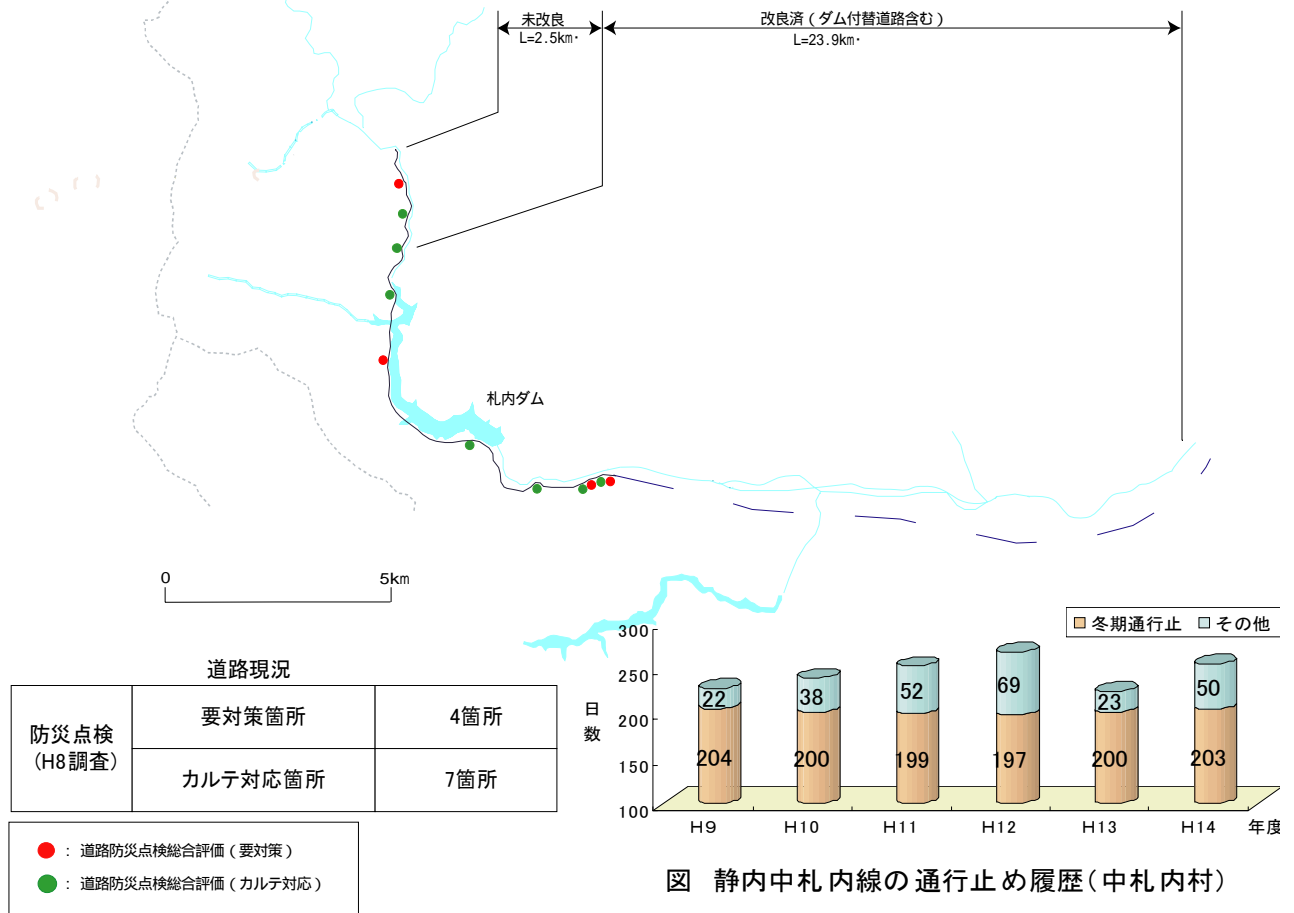 未改良
L=2.5km・
改良済（ダム付替道路含む）
L=23.9km・
札内ダム
0 5km
道路現況
防災点検
(H8調査)
要対策箇所 4箇所
カルテ対応箇所 7箇所
● ： 道路防災点検総合評価（要対策）
● ： 道路防災点検総合評価（カルテ対応）
冬期通行止 その他
日数
300
250
200
150
100
22 38 52 69 23 50
204 200 199 197 200 203
H9 H10 H11 H12 H13 H14 年度
図 静内中札内線の通行止め履歴(中札内村)